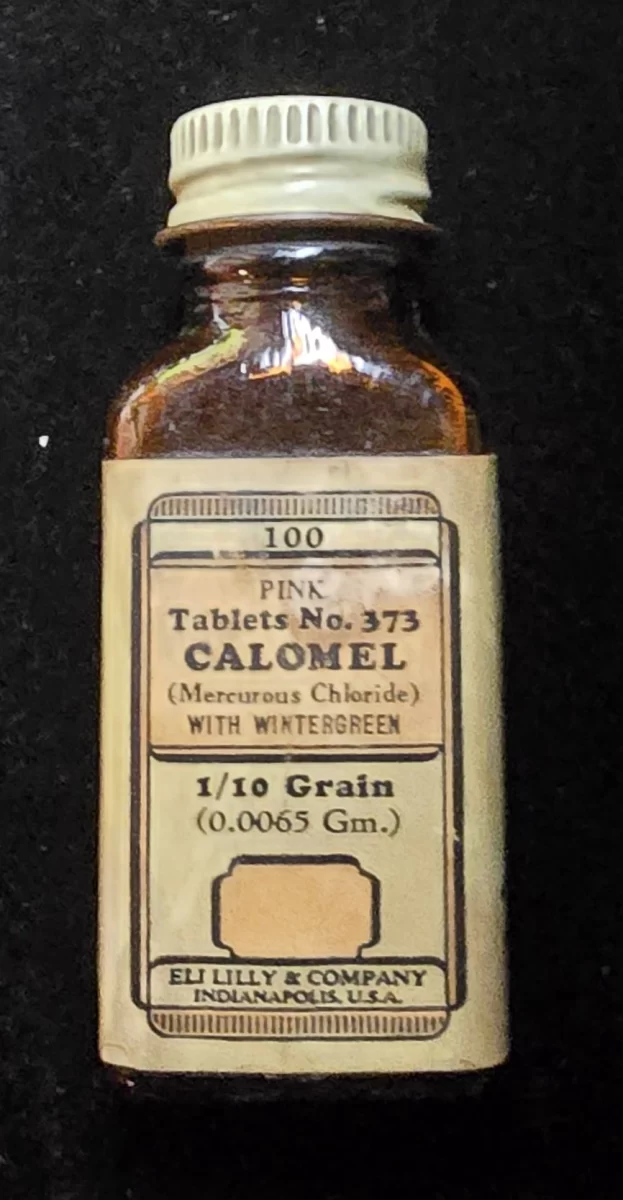 100
PINK
Tablets No. 373
CALOMEL
(Mercurous Chloride)
WITH WINTERGREEN
1/10 Grain
(0.0065 Gm.)
ELI LILLY & COMPANY
INDIANAPOLIS, U.S.A.